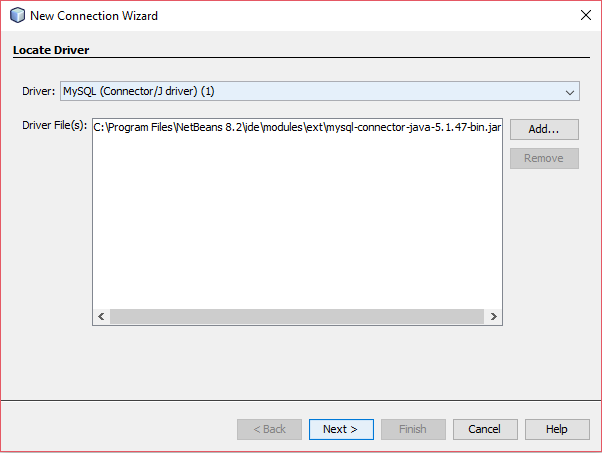 New Connection Wizard
Locate Driver
Driver: MySQL (Connector/J driver) (1)
Driver File(s): C:\Program Files\NetBeans 8.2\ide\modules\ext\mysql-connector-java-5.1.47-bin.jar
Add...
Remove
< Back Next > Finish Cancel Help